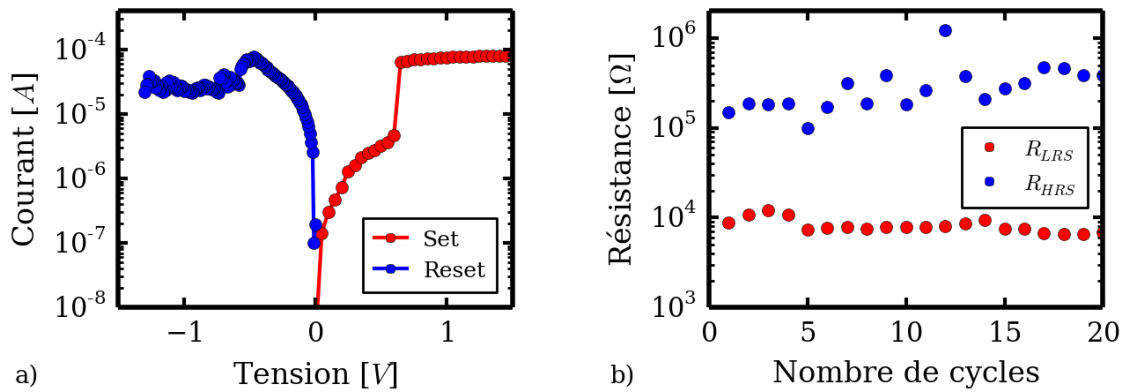 10^-4
10^-5
10^-6
10^-7
10^-8
Courant [A]
Set
Reset
−1
0
1
Tension [V]
a)
10^6
10^5
10^4
10^3
Résistance [Ω]
R_LRS
R_HRS
0
5
10
15
20
Nombre de cycles
b)